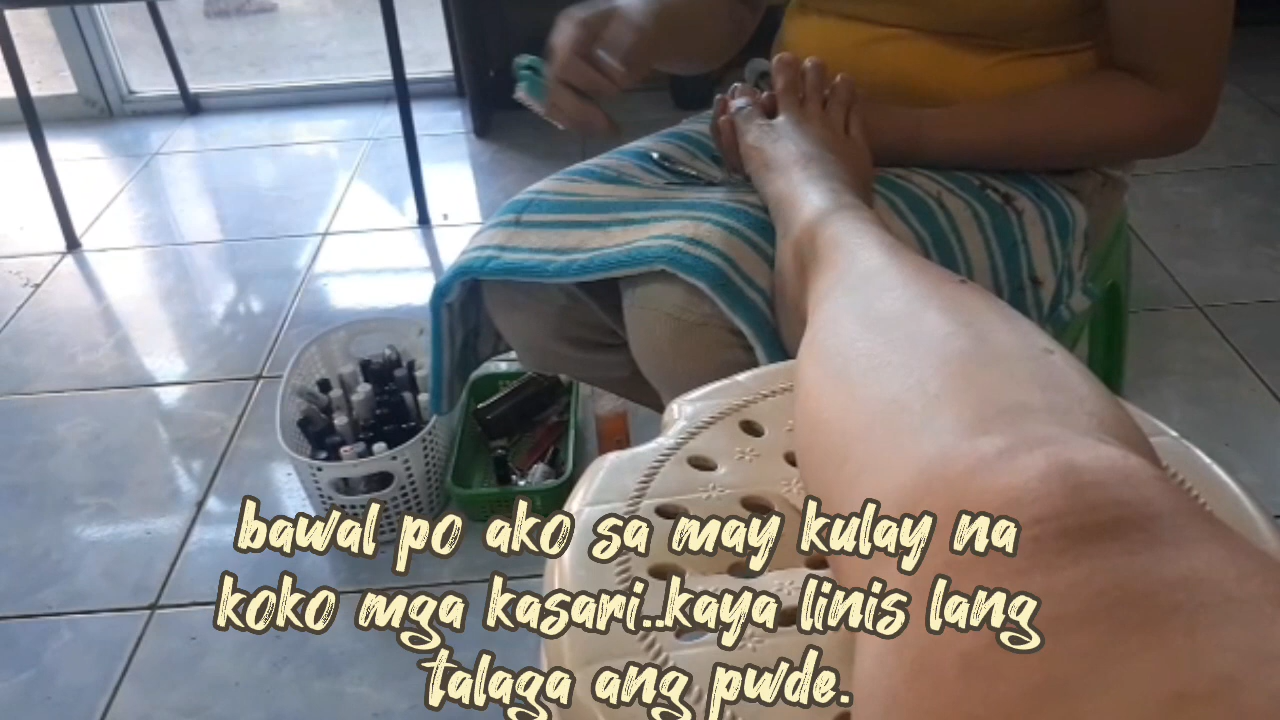 bawal po ako sa may kulay na
koko mga kasari..kaya linis lang
talaga ang pwde.